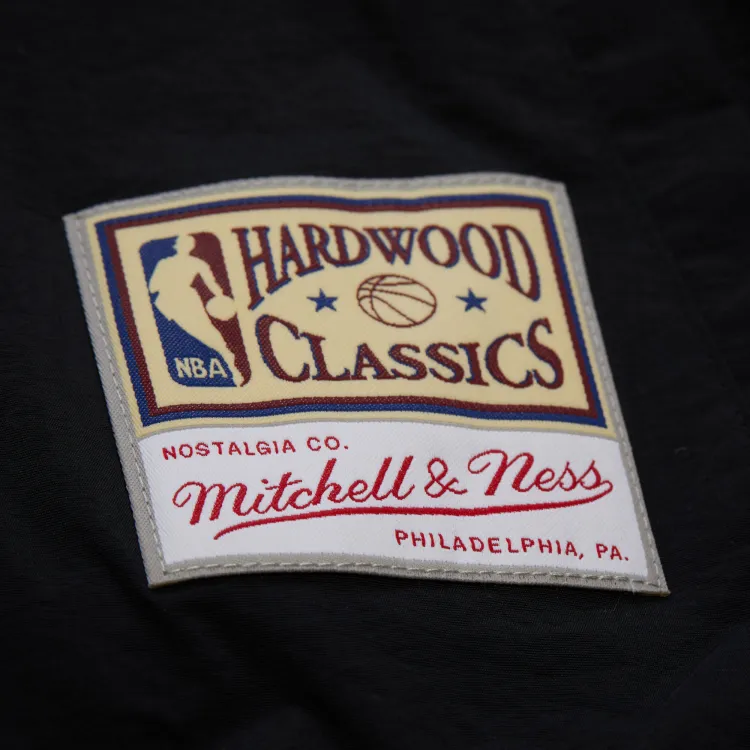 HARDWOOD
CLASSICS
NBA
NOSTALGIA CO.
Mitchell & Ness
PHILADELPHIA, PA.